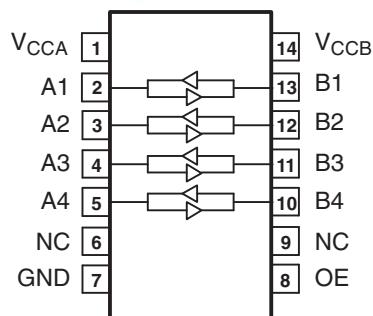 VCCA 1 14 VCCB
A1 2 13 B1
A2 3 12 B2
A3 4 11 B3
A4 5 10 B4
NC 6 9 NC
GND 7 8 OE